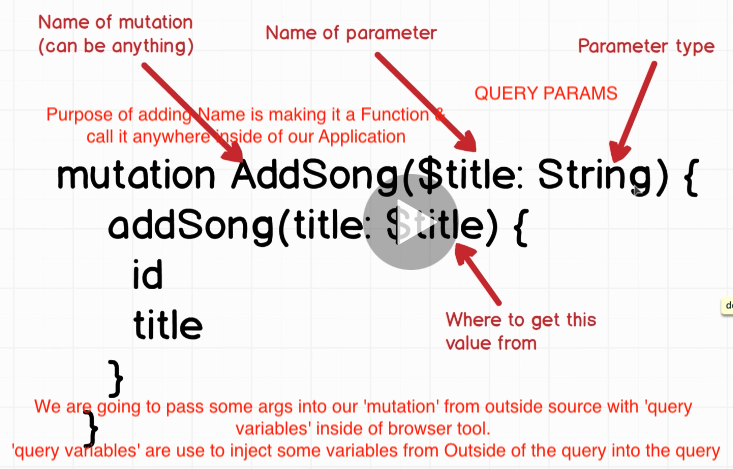 Name of mutation
(can be anything)
Name of parameter
Parameter type
QUERY PARAMS
Purpose of adding Name is making it a Function &
call it anywhere inside of our Application
mutation AddSong($title: String) {
addSong(title: $title) {
id
title
}
Where to get this
value from
}
We are going to pass some args into our 'mutation' from outside source with 'query
variables' inside of browser tool.
'query variables' are use to inject some variables from Outside of the query into the query